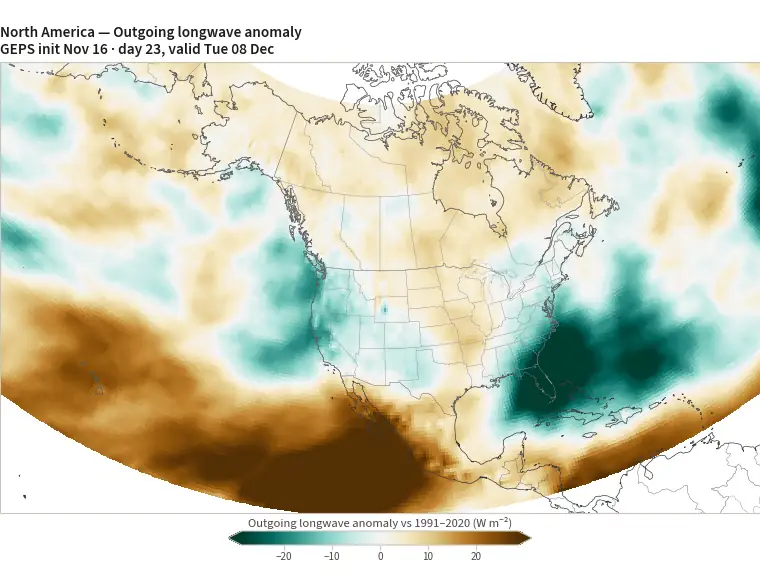 North America — Outgoing longwave anomaly
GEPS init Nov 16 · day 23, valid Tue 08 Dec
Outgoing longwave anomaly vs 1991–2020 (W m⁻²)
−20 −10 0 10 20